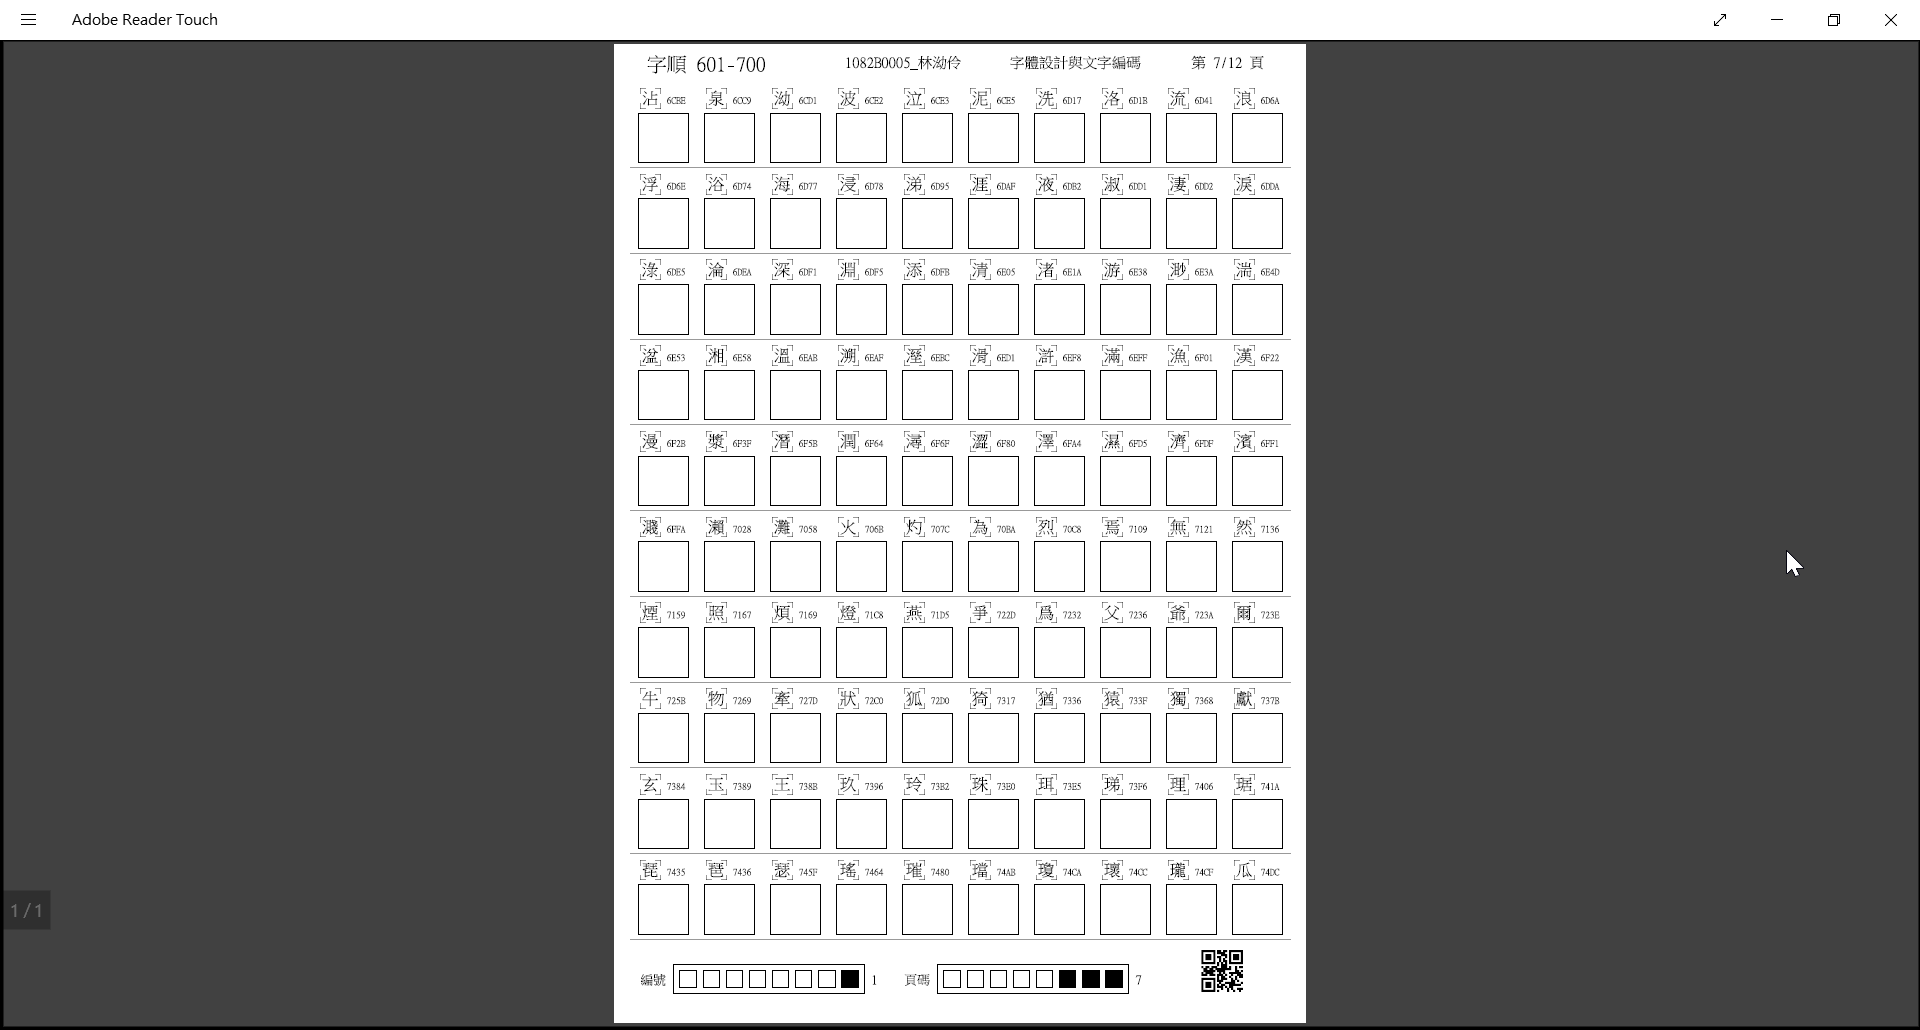 Adobe Reader Touch
字順 601-700 1082B0005_林泑伶 字體設計與文字編碼 第 7/12 頁
沾 6CBE 泉 6CC9 泑 6CD1 波 6CE2 泣 6CE3 泥 6CE5 洗 6D17 洛 6D1B 流 6D41 浪 6D6A
浮 6D6E 浴 6D74 海 6D77 浸 6D78 涕 6D95 涯 6DAF 液 6DB2 淑 6DD1 淒 6DD2 淚 6DDA
淥 6DE5 淪 6DEA 深 6DF1 淵 6DF5 添 6DFB 清 6E05 渚 6E1A 游 6E38 渺 6E3A 湍 6E4D
湓 6E53 湘 6E58 溫 6EAB 溯 6EAF 溼 6EBC 滑 6ED1 滸 6EF8 滿 6EFF 漁 6F01 漢 6F22
漫 6F2B 漿 6F3F 潛 6F5B 潤 6F64 潯 6F6F 澀 6F80 澤 6FA4 濕 6FD5 濟 6FDF 濱 6FF1
濺 6FFA 瀨 7028 灘 7058 火 706B 灼 707C 為 70BA 烈 70C8 焉 7109 無 7121 然 7136
煙 7159 照 7167 煩 7169 燈 71C8 燕 71D5 爭 722D 爲 7232 父 7236 爺 723A 爾 723E
牛 725B 物 7269 牽 727D 狀 72C0 狐 72D0 猗 7317 猶 7336 猿 733F 獨 7368 獻 737B
玄 7384 玉 7389 王 738B 玖 7396 玲 73B2 珠 73E0 珥 73E5 珶 73F6 理 7406 琚 741A
琵 7435 琶 7436 瑟 745F 瑤 7464 璀 7480 璫 74AB 瓊 74CA 瓌 74CC 瓏 74CF 瓜 74DC
編號 1 頁碼 7
1 / 1